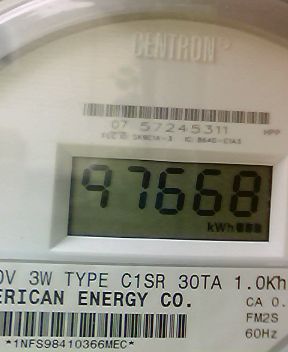 CENTRON
07 57245311
MPP
97668
kWh
0V 3W TYPE C1SR 30TA 1.0Kh
ERICAN ENERGY CO.
CA 0.
FM2S
60Hz
*1NFS98410366MEC*